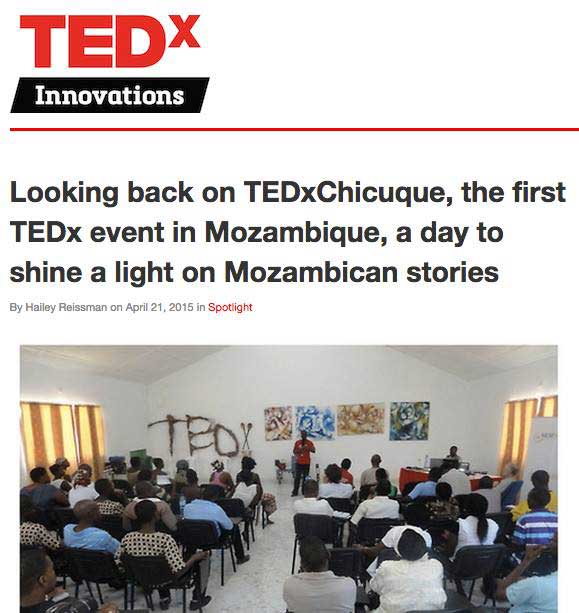 TEDx
Innovations
Looking back on TEDxChicuque, the first
TEDx event in Mozambique, a day to
shine a light on Mozambican stories
By Hailey Reissman on April 21, 2015 in Spotlight
TEDx